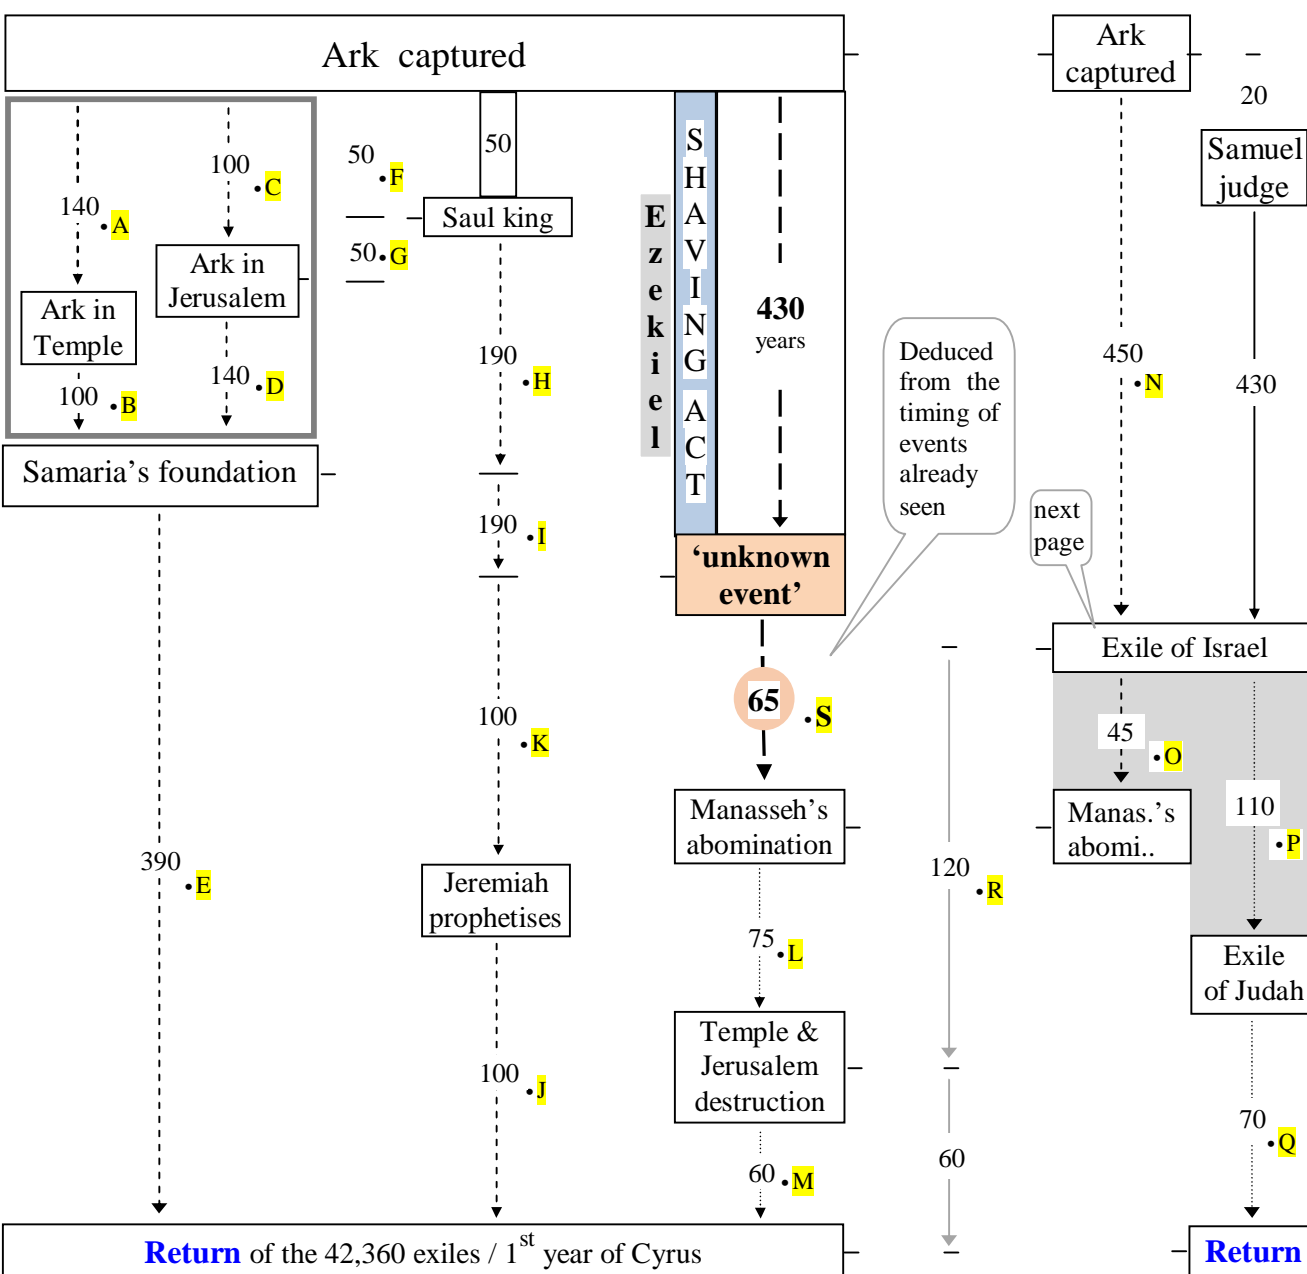 Ark captured
Ark
captured
20
Samuel
judge
50
50
•F
100
•C
140
•A
Saul king
50•
G
Ark in
Jerusalem
Ark in
Temple
E
z
e
k
i
e
l
S
H
A
V
I
N
G
A
C
T
430
years
190
•H
140
•D
100
•B
Deduced
from the
timing of
events
already
seen
450
•N
430
Samaria’s foundation
190
•I
next
page
‘unknown
event’
Exile of Israel
65
•S
100
•K
45
•O
Manasseh’s
abomination
Manas.’s
abomi..
110
•P
390
•E
Jeremiah
prophetises
120
•R
75
•L
Exile
of Judah
Temple &
Jerusalem
destruction
100
•J
70
•Q
60
•M
60
Return of the 42,360 exiles / 1st year of Cyrus
Return